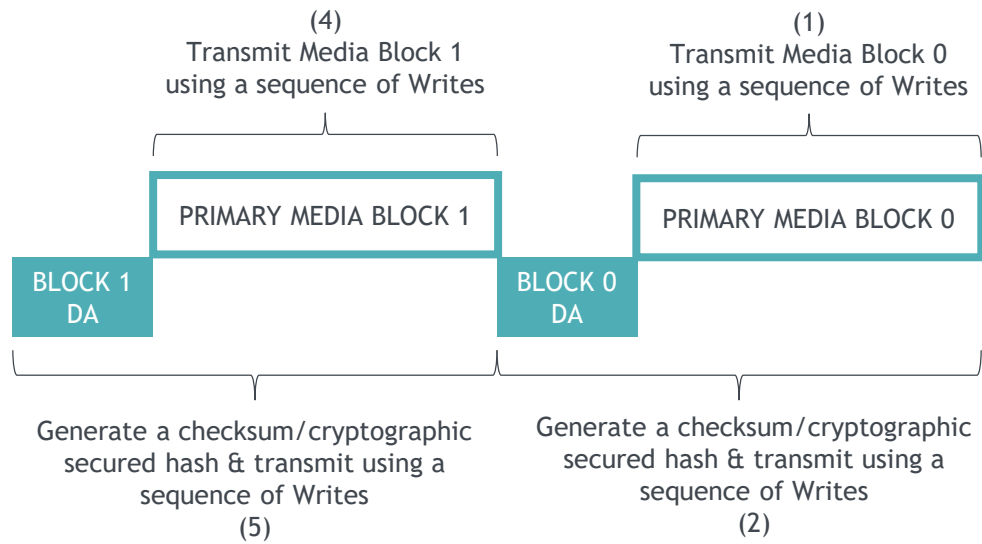 (4)
Transmit Media Block 1
using a sequence of Writes
(1)
Transmit Media Block 0
using a sequence of Writes
PRIMARY MEDIA BLOCK 1
PRIMARY MEDIA BLOCK 0
BLOCK 1
DA
BLOCK 0
DA
Generate a checksum/cryptographic
secured hash & transmit using a
sequence of Writes
(5)
Generate a checksum/cryptographic
secured hash & transmit using a
sequence of Writes
(2)